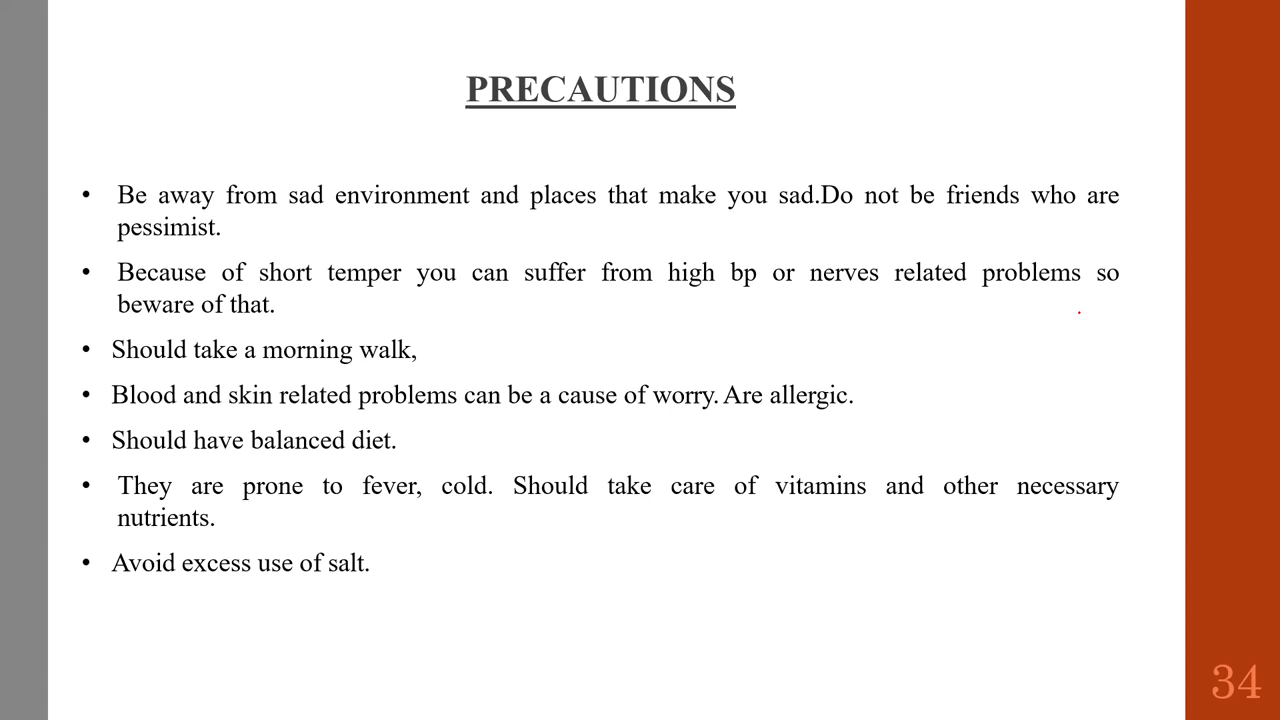 PRECAUTIONS
• Be away from sad environment and places that make you sad.Do not be friends who are
pessimist.
• Because of short temper you can suffer from high bp or nerves related problems so
beware of that.
• Should take a morning walk,
• Blood and skin related problems can be a cause of worry. Are allergic.
• Should have balanced diet.
• They are prone to fever, cold. Should take care of vitamins and other necessary
nutrients.
• Avoid excess use of salt.
34